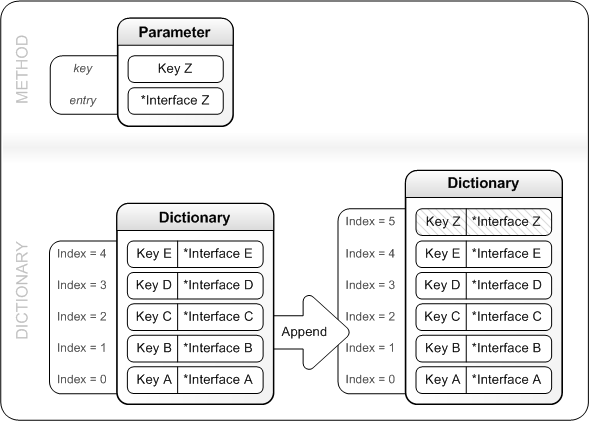 METHOD
Parameter
key
Key Z
entry
*Interface Z
DICTIONARY
Dictionary
Index = 4
Key E
*Interface E
Index = 3
Key D
*Interface D
Index = 2
Key C
*Interface C
Index = 1
Key B
*Interface B
Index = 0
Key A
*Interface A
Append
Dictionary
Index = 5
Key Z
*Interface Z
Index = 4
Key E
*Interface E
Index = 3
Key D
*Interface D
Index = 2
Key C
*Interface C
Index = 1
Key B
*Interface B
Index = 0
Key A
*Interface A